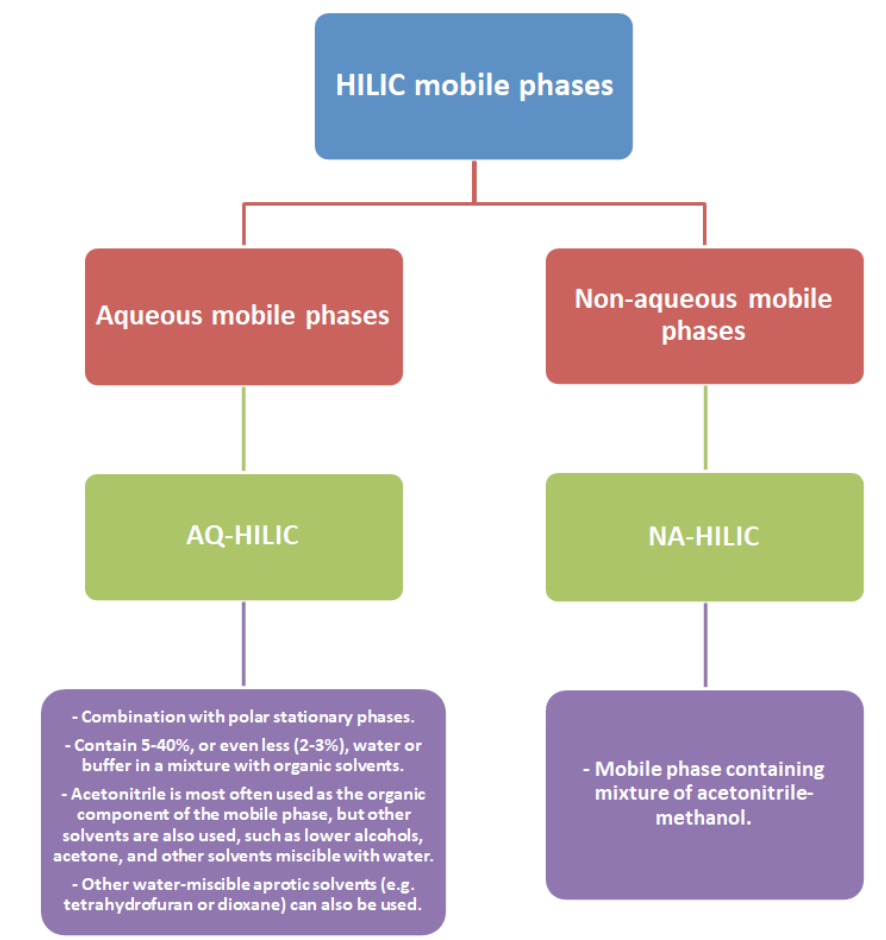 HILIC mobile phases
Aqueous mobile phases
Non-aqueous mobile
phases
AQ-HILIC
NA-HILIC
- Combination with polar stationary phases.
- Contain 5-40%, or even less (2-3%), water or
buffer in a mixture with organic solvents.
- Acetonitrile is most often used as the organic
component of the mobile phase, but other
solvents are also used, such as lower alcohols,
acetone, and other solvents miscible with water.
- Other water-miscible aprotic solvents (e.g.
tetrahydrofuran or dioxane) can also be used.
- Mobile phase containing
mixture of acetonitrile-
methanol.